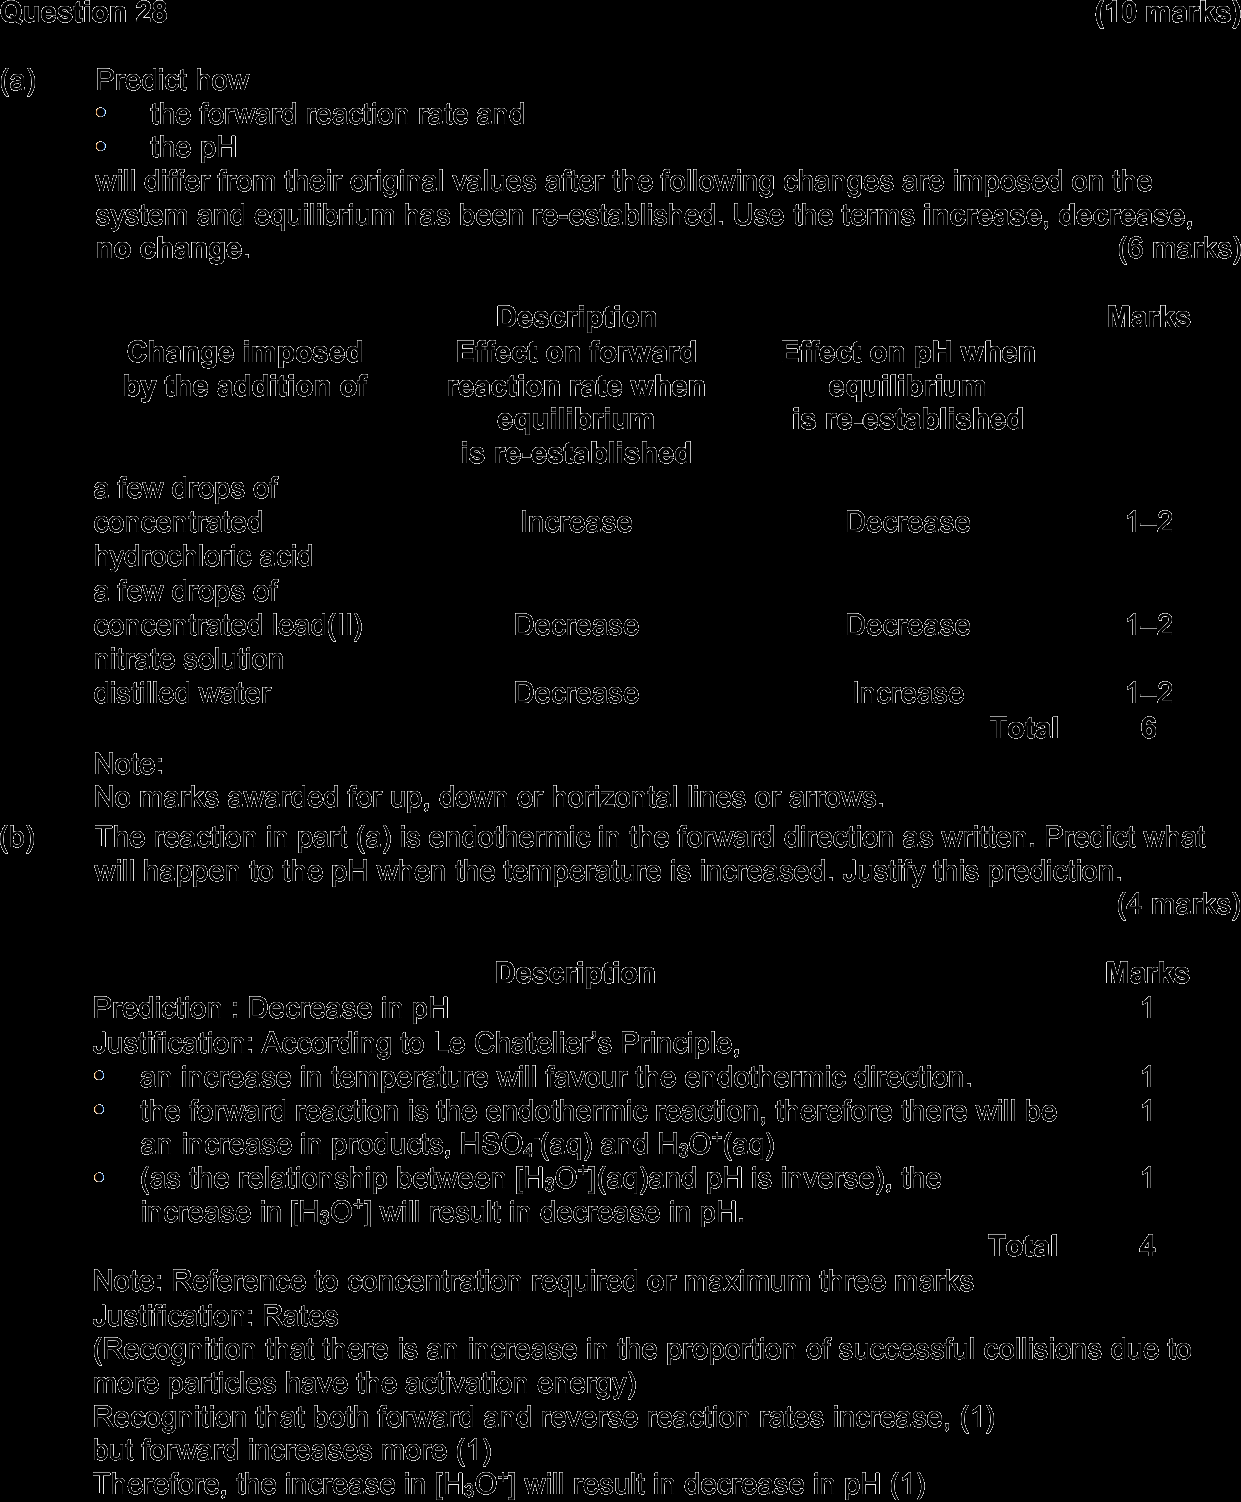 Question 28 (10 marks)
(a) Predict how
• the forward reaction rate and
• the pH
will differ from their original values after the following changes are imposed on the
system and equilibrium has been re-established. Use the terms increase, decrease,
no change. (6 marks)
Description Marks
Change imposed Effect on forward Effect on pH when
by the addition of reaction rate when equilibrium
equilibrium is re-established
is re-established
a few drops of
concentrated Increase Decrease 1–2
hydrochloric acid
a few drops of
concentrated lead(II) Decrease Decrease 1–2
nitrate solution
distilled water Decrease Increase 1–2
Total 6
Note:
No marks awarded for up, down or horizontal lines or arrows.
(b) The reaction in part (a) is endothermic in the forward direction as written. Predict what
will happen to the pH when the temperature is increased. Justify this prediction.
(4 marks)
Description Marks
Prediction : Decrease in pH 1
Justification: According to Le Chatelier's Principle,
• an increase in temperature will favour the endothermic direction. 1
• the forward reaction is the endothermic reaction, therefore there will be 1
an increase in products, HSO₄⁻(aq) and H₃O⁺(aq)
• (as the relationship between [H₃O⁺](aq)and pH is inverse), the 1
increase in [H₃O⁺] will result in decrease in pH.
Total 4
Note: Reference to concentration required or maximum three marks
Justification: Rates
(Recognition that there is an increase in the proportion of successful collisions due to
more particles have the activation energy)
Recognition that both forward and reverse reaction rates increase, (1)
but forward increases more (1)
Therefore, the increase in [H₃O⁺] will result in decrease in pH (1)